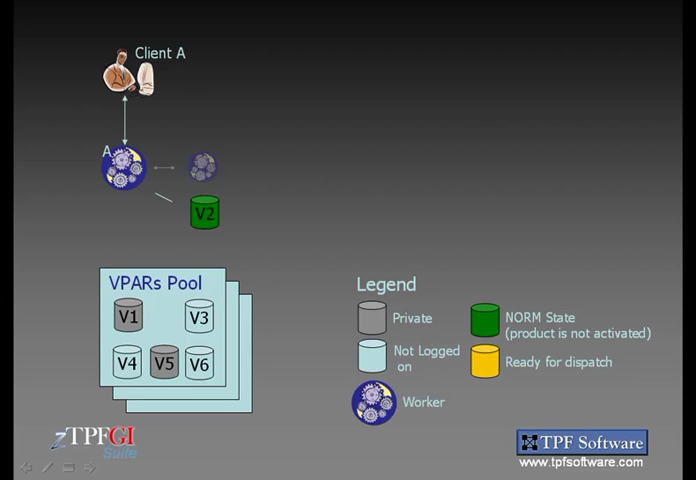 Client A
A
V2
VPARs Pool
V1
V3
V4
V5
V6
Legend
Private
NORM State
(product is not activated)
Not Logged
on
Ready for dispatch
Worker
zTPFGI
Suite
TPF Software
www.tpfsoftware.com